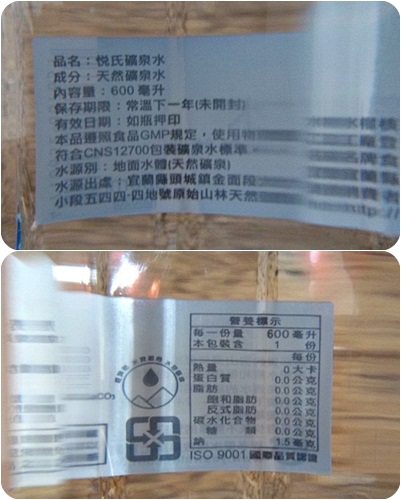 品名：悅氏礦泉水
成分：天然礦泉水
內容量：600毫升
保存期限：常溫下一年(未開封)
有效日期：如瓶押印
本品遵照食品GMP規定，使用物
符合CNS12700包裝礦泉水標準。
水源別：地面水體(天然礦泉)
水源出處：宜蘭縣頭城鎮金面段
小段五四四-四地號原始山林天然
營養標示
每一份量 600毫升
本包裝含 1 份
每份
熱量 0大卡
蛋白質 0.0公克
脂肪 0.0公克
飽和脂肪 0.0公克
反式脂肪 0.0公克
碳水化合物 0.0公克
糖類 0.0公克
鈉 1.5毫克
ISO 9001 國際品質認證